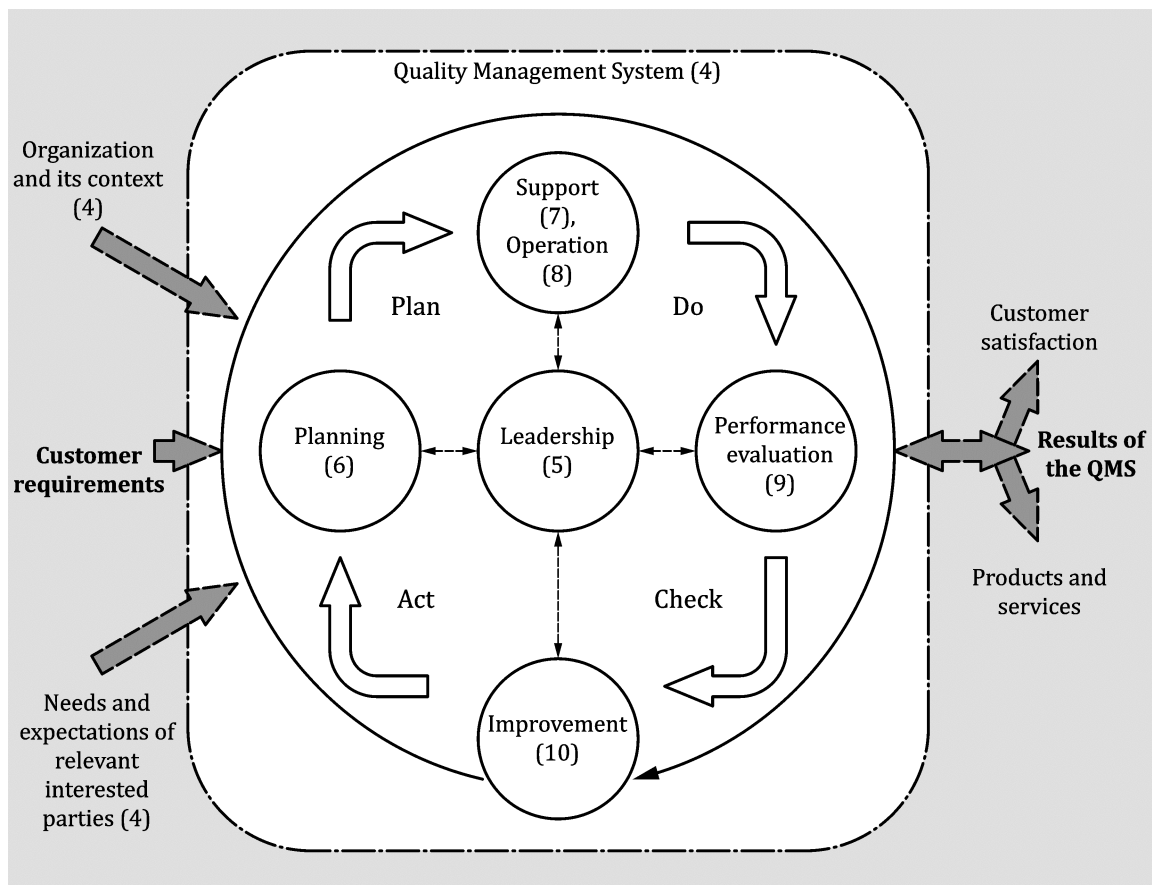 Quality Management System (4)
Organization
and its context
(4)
Support
(7),
Operation
(8)
Plan
Do
Customer
satisfaction
Planning
(6)
Leadership
(5)
Performance
evaluation
(9)
Customer
requirements
Results of
the QMS
Act
Check
Products and
services
Needs and
expectations of
relevant
interested
parties (4)
Improvement
(10)